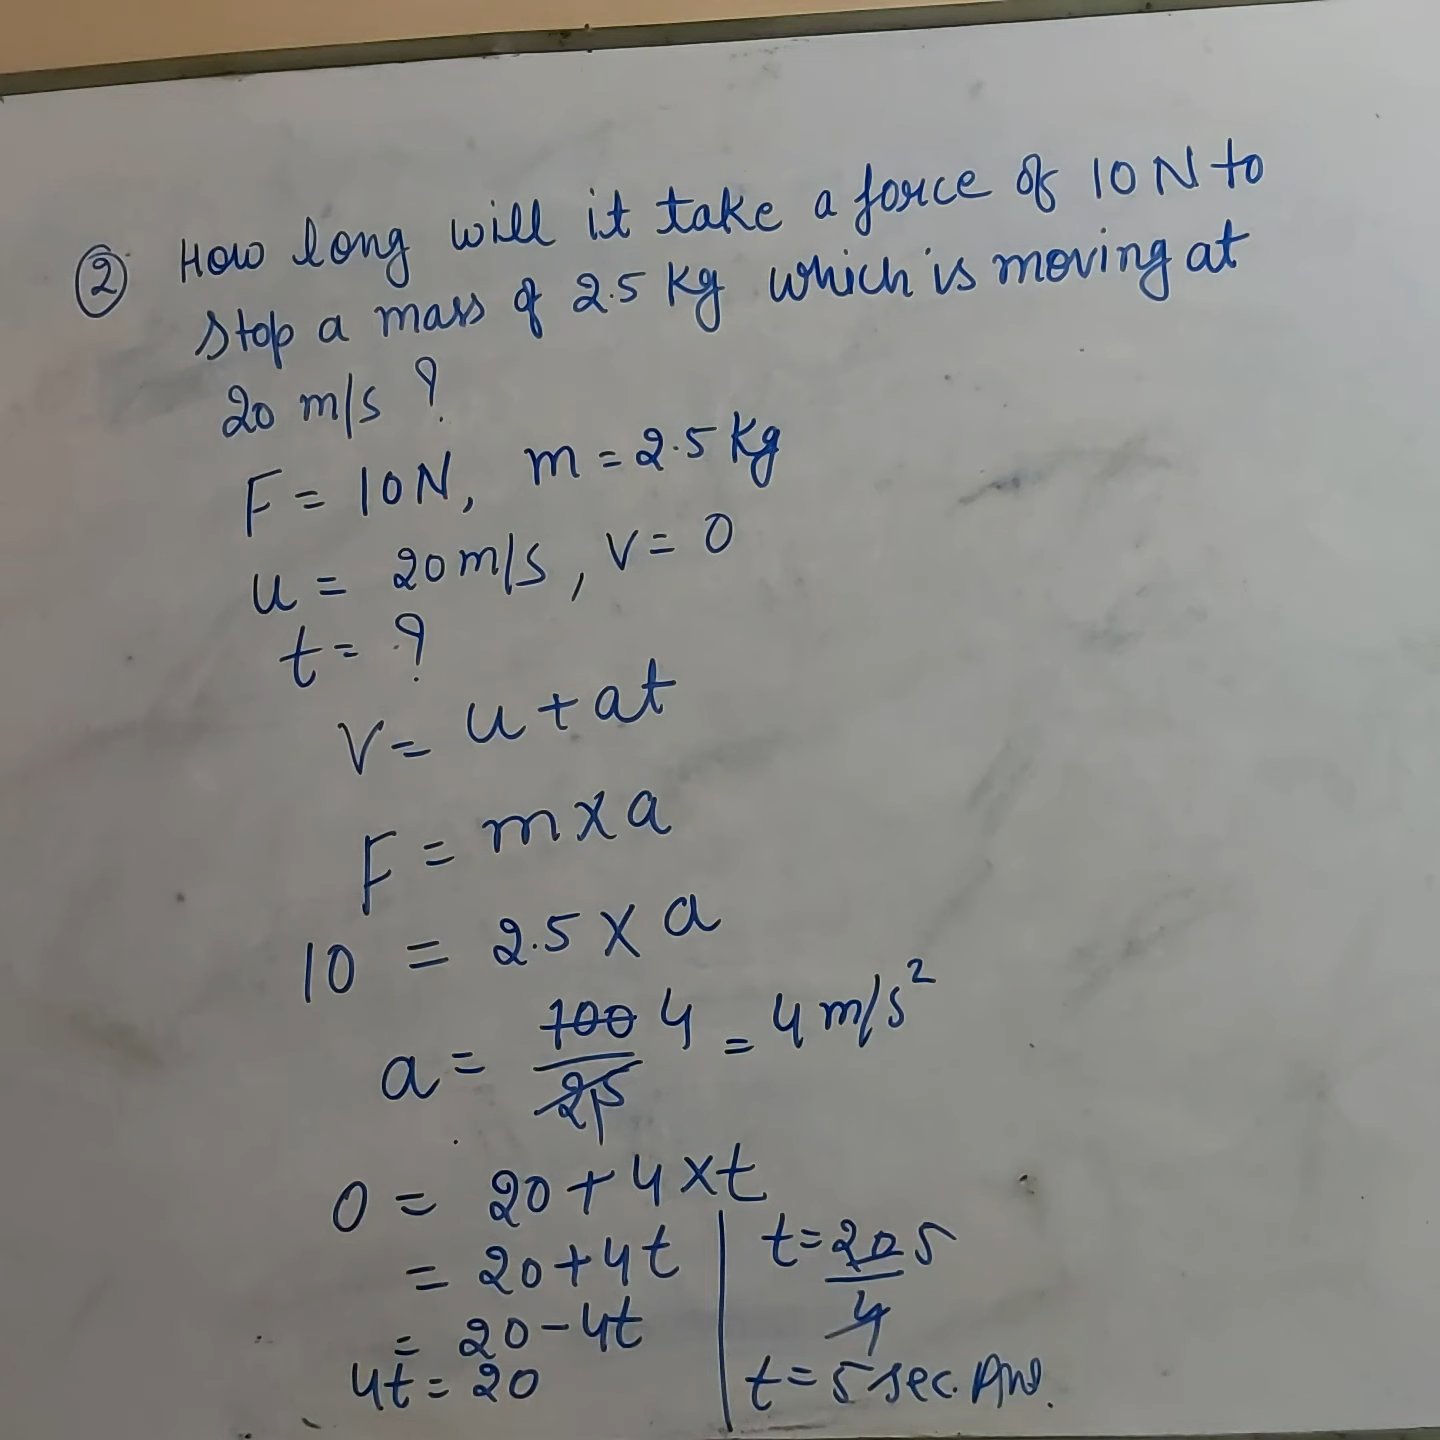 ② How long will it take a force of 10 N to
stop a mass of 2.5 Kg which is moving at
20 m/s ?
F = 10N, m = 2.5 Kg
u = 20 m/s, v = 0
t = ?
v = u + at
F = m x a
10 = 2.5 x a
a = 100/25 4 = 4 m/s²
0 = 20 + 4 x t
= 20 + 4t
= 20 - 4t
4t = 20
t = 20/4 5
t = 5 sec. Ans.